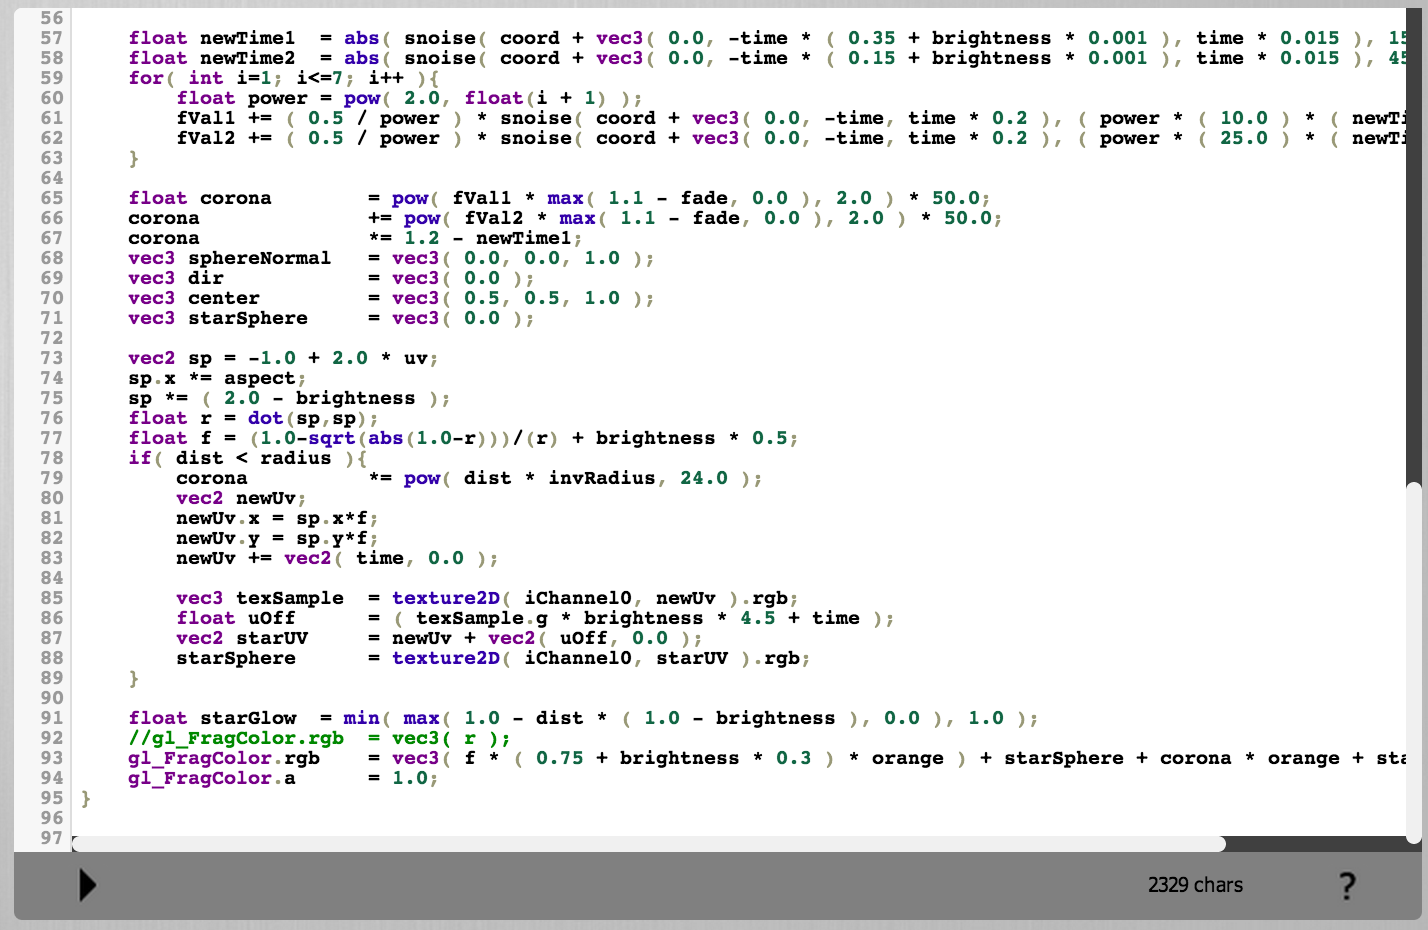 56
57 float newTime1 = abs( snoise( coord + vec3( 0.0, -time * ( 0.35 + brightness * 0.001 ), time * 0.015 ), 15
58 float newTime2 = abs( snoise( coord + vec3( 0.0, -time * ( 0.15 + brightness * 0.001 ), time * 0.015 ), 45
59 for( int i=1; i<=7; i++ ){
60 float power = pow( 2.0, float(i + 1) );
61 fVal1 += ( 0.5 / power ) * snoise( coord + vec3( 0.0, -time, time * 0.2 ), ( power * ( 10.0 ) * ( newTi
62 fVal2 += ( 0.5 / power ) * snoise( coord + vec3( 0.0, -time, time * 0.2 ), ( power * ( 25.0 ) * ( newTi
63 }
64
65 float corona = pow( fVal1 * max( 1.1 - fade, 0.0 ), 2.0 ) * 50.0;
66 corona += pow( fVal2 * max( 1.1 - fade, 0.0 ), 2.0 ) * 50.0;
67 corona *= 1.2 - newTime1;
68 vec3 sphereNormal = vec3( 0.0, 0.0, 1.0 );
69 vec3 dir = vec3( 0.0 );
70 vec3 center = vec3( 0.5, 0.5, 1.0 );
71 vec3 starSphere = vec3( 0.0 );
72
73 vec2 sp = -1.0 + 2.0 * uv;
74 sp.x *= aspect;
75 sp *= ( 2.0 - brightness );
76 float r = dot(sp,sp);
77 float f = (1.0-sqrt(abs(1.0-r)))/(r) + brightness * 0.5;
78 if( dist < radius ){
79 corona *= pow( dist * invRadius, 24.0 );
80 vec2 newUv;
81 newUv.x = sp.x*f;
82 newUv.y = sp.y*f;
83 newUv += vec2( time, 0.0 );
84
85 vec3 texSample = texture2D( iChannel0, newUv ).rgb;
86 float uOff = ( texSample.g * brightness * 4.5 + time );
87 vec2 starUV = newUv + vec2( uOff, 0.0 );
88 starSphere = texture2D( iChannel0, starUV ).rgb;
89 }
90
91 float starGlow = min( max( 1.0 - dist * ( 1.0 - brightness ), 0.0 ), 1.0 );
92 //gl_FragColor.rgb = vec3( r );
93 gl_FragColor.rgb = vec3( f * ( 0.75 + brightness * 0.3 ) * orange ) + starSphere + corona * orange + sta
94 gl_FragColor.a = 1.0;
95 }
96
97
2329 chars ?